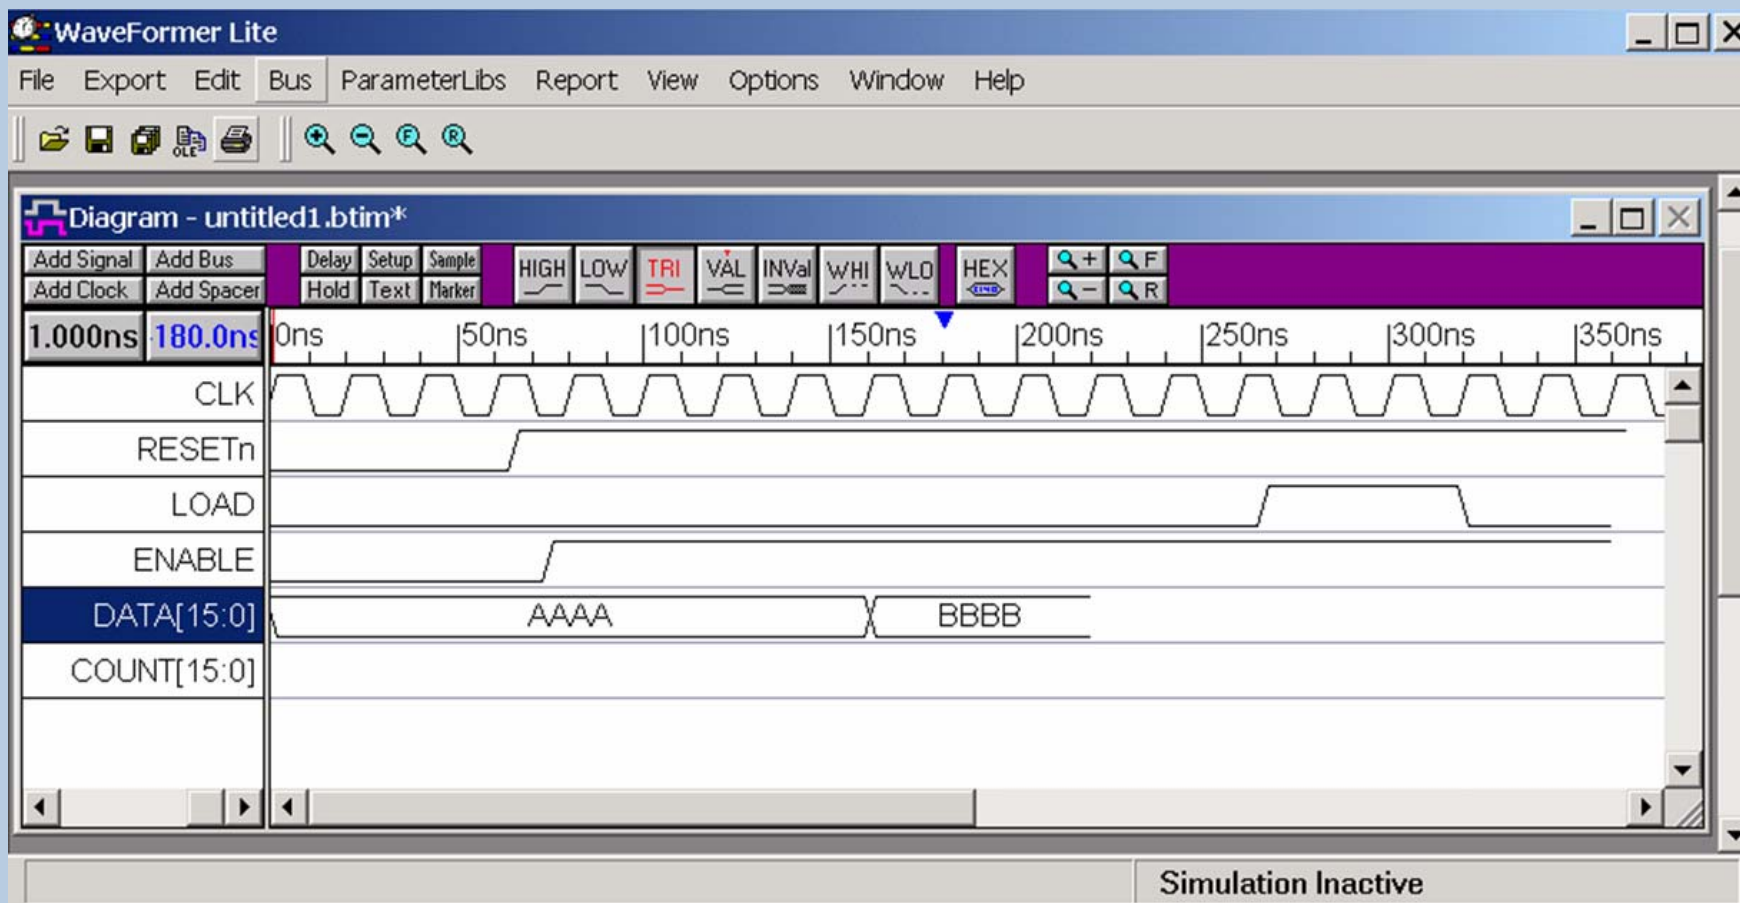 WaveFormer Lite
File Export Edit Bus ParameterLibs Report View Options Window Help
OLE F R
Diagram - untitled1.btim*
Add Signal Add Bus Delay Setup Sample HIGH LOW TRI VAL INVal WHI WLO HEX + F
Add Clock Add Spacer Hold Text Marker - R
1.000ns -180.0ns 0ns |50ns |100ns |150ns |200ns |250ns |300ns |350ns
CLK
RESETn
LOAD
ENABLE
DATA[15:0] AAAA BBBB
COUNT[15:0]
Simulation Inactive